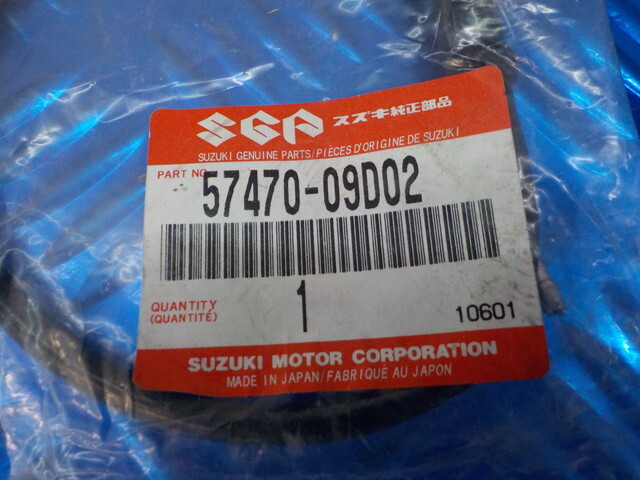 SGP スズキ純正部品
SUZUKI GENUINE PARTS/PIÈCES D'ORIGINE DE SUZUKI
PART NO. 57470-09D02
QUANTITY
(QUANTITÉ) 1 10601
SUZUKI MOTOR CORPORATION
MADE IN JAPAN/FABRIQUÉ AU JAPON